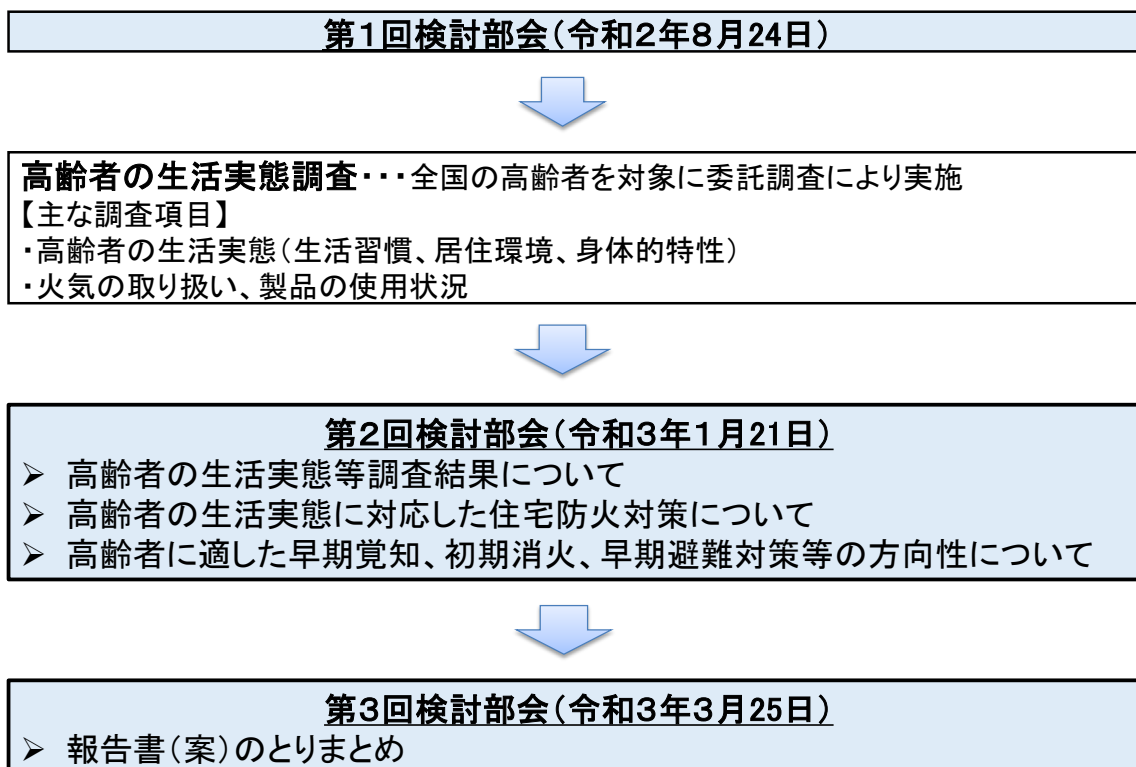 第１回検討部会（令和２年８月24日）
高齢者の生活実態調査・・・全国の高齢者を対象に委託調査により実施
【主な調査項目】
・高齢者の生活実態（生活習慣、居住環境、身体的特性）
・火気の取り扱い、製品の使用状況
第２回検討部会（令和３年１月21日）
➢ 高齢者の生活実態等調査結果について
➢ 高齢者の生活実態に対応した住宅防火対策について
➢ 高齢者に適した早期覚知、初期消火、早期避難対策等の方向性について
第３回検討部会（令和３年３月25日）
➢ 報告書（案）のとりまとめ